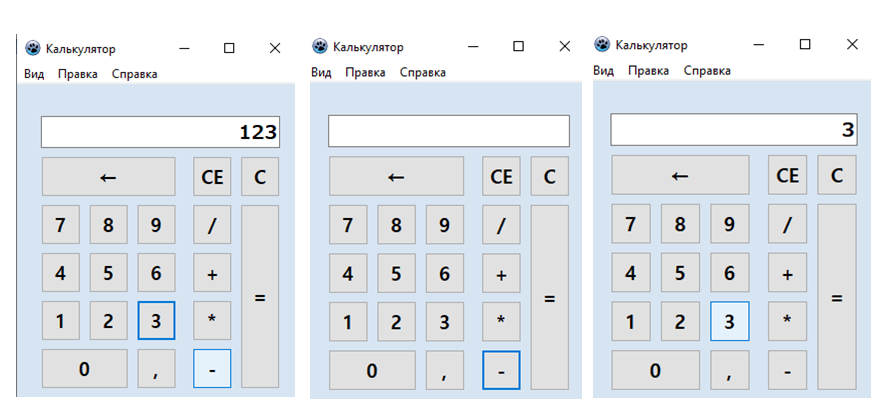 Калькулятор
Вид Правка Справка
123
← CE C
7 8 9 /
4 5 6 +
1 2 3 * =
0 , -
Калькулятор
Вид Правка Справка
← CE C
7 8 9 /
4 5 6 +
1 2 3 * =
0 , -
Калькулятор
Вид Правка Справка
3
← CE C
7 8 9 /
4 5 6 +
1 2 3 * =
0 , -